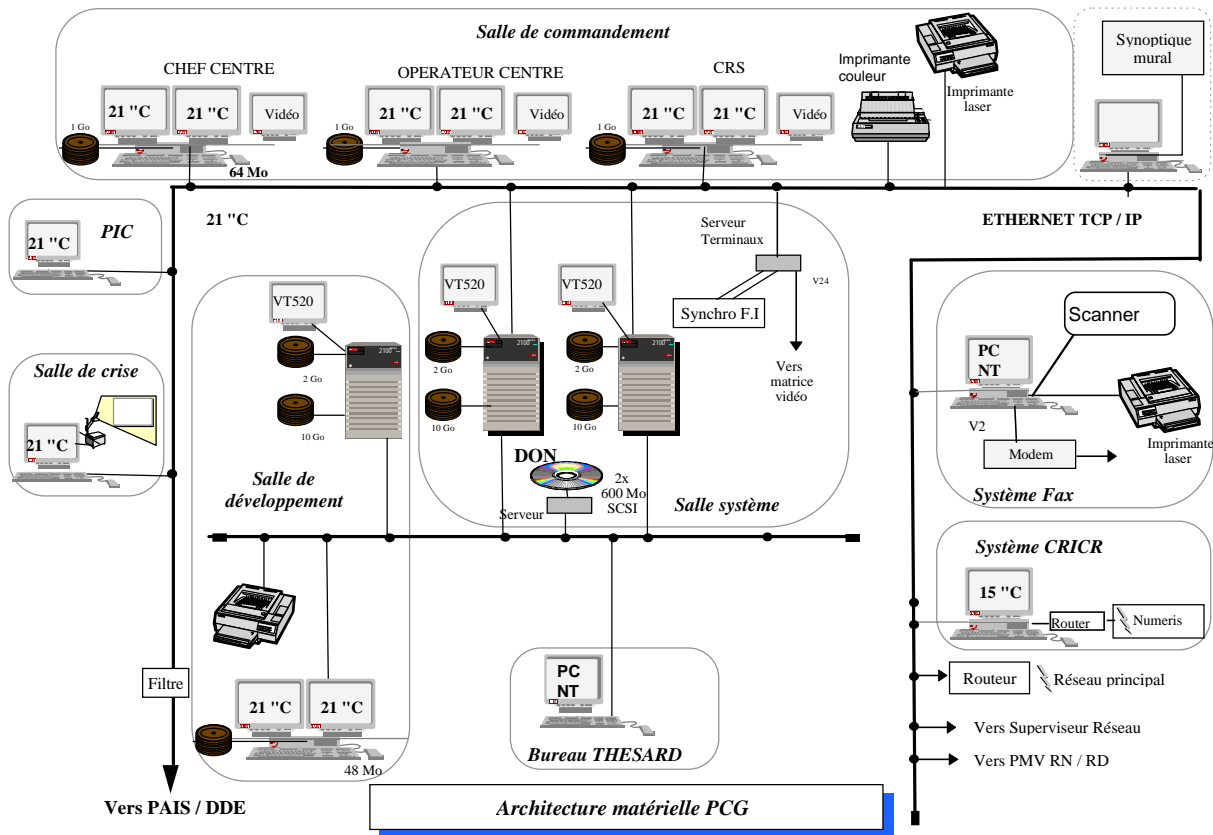 Salle de commandement
CHEF CENTRE
OPERATEUR CENTRE
CRS
Imprimante
couleur
Imprimante
laser
Synoptique
mural
21 "C
21 "C
Vidéo
21 "C
21 "C
Vidéo
21 "C
21 "C
Vidéo
1 Go
1 Go
1 Go
64 Mo
21 "C
ETHERNET TCP / IP
PIC
21 "C
Salle de crise
21 "C
VT520
2 Go
10 Go
2100
Salle de
développement
VT520
2 Go
10 Go
2100
VT520
2 Go
10 Go
2100
Serveur
Terminaux
V24
Synchro F.I
Vers
matrice
vidéo
DON
2x
600 Mo
SCSI
Serveur
Salle système
Scanner
PC
NT
V2
Modem
Imprimante
laser
Système Fax
Système CRICR
15 "C
Router
Numeris
Routeur
Réseau principal
Vers Superviseur Réseau
Vers PMV RN / RD
Filtre
21 "C
21 "C
48 Mo
PC
NT
Bureau THESARD
Vers PAIS / DDE
Architecture matérielle PCG